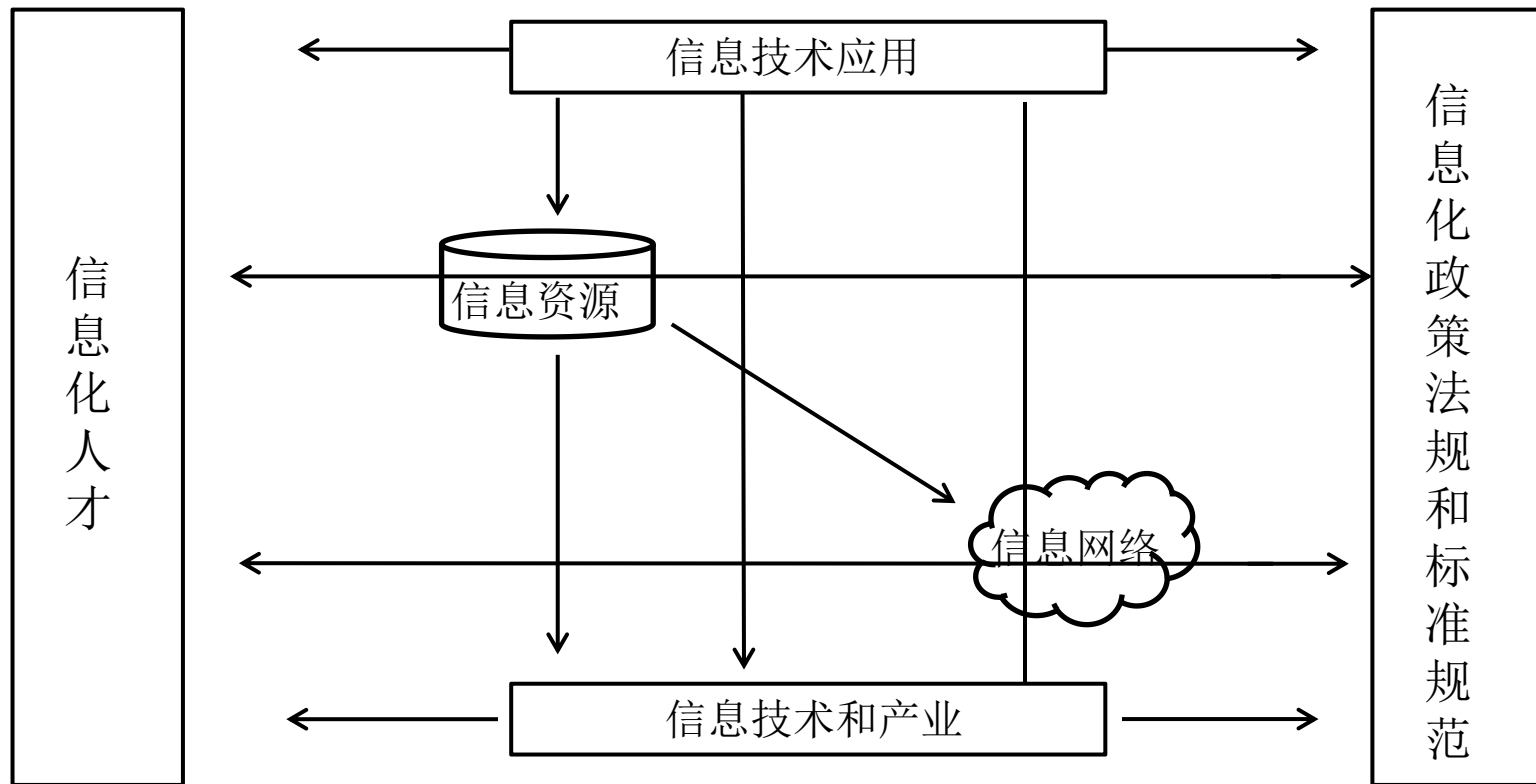 信息技术应用
信息化人才
信息资源
信息网络
信息技术和产业
信息化政策法规和标准规范